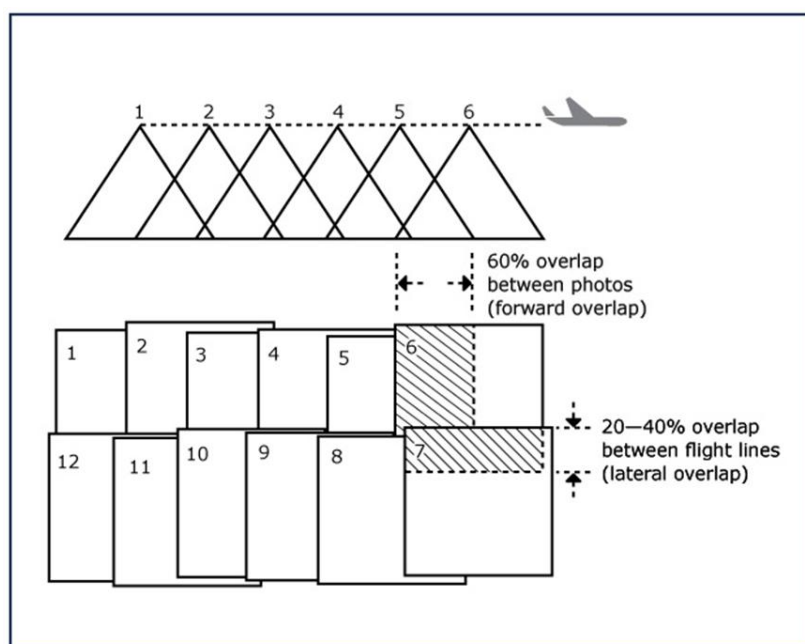 1 2 3 4 5 6
60% overlap
between photos
(forward overlap)
1 2 3 4 5 6
20—40% overlap
between flight lines
(lateral overlap)
12 11 10 9 8 7